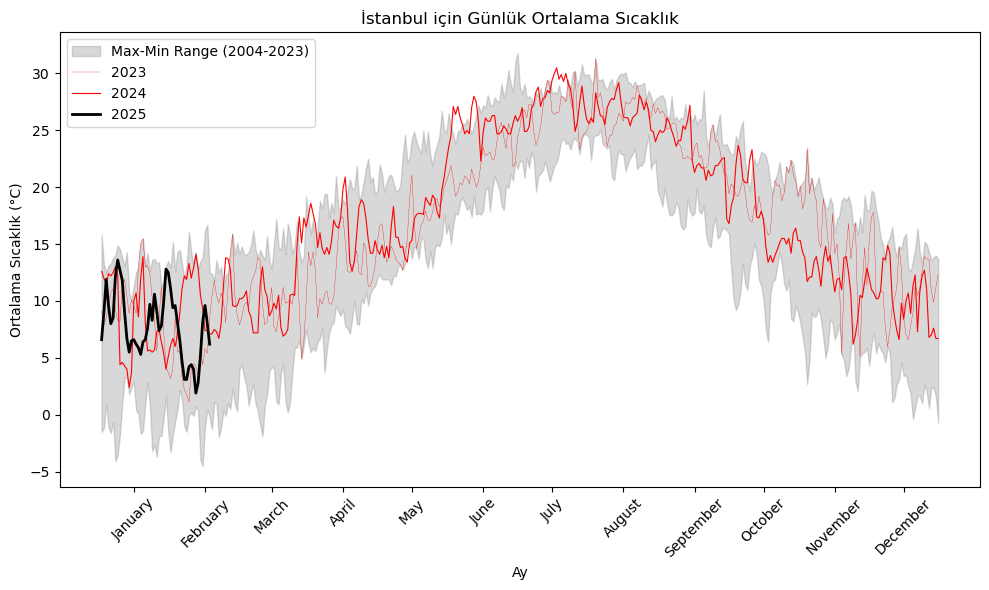 İstanbul için Günlük Ortalama Sıcaklık
Max-Min Range (2004-2023)
2023
2024
2025
Ortalama Sıcaklık (°C)
30
25
20
15
10
5
0
−5
January
February
March
April
May
June
July
August
September
October
November
December
Ay